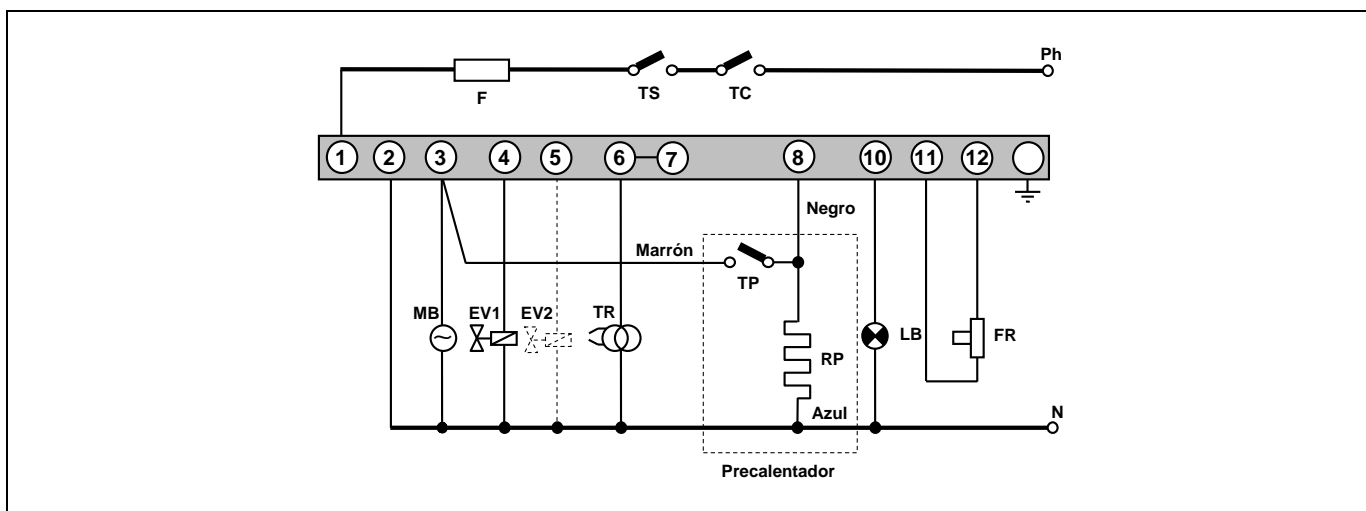 Ph
F
TS TC
1 2 3 4 5 6 7 8 10 11 12
Negro
Marrón
TP
MB EV1 EV2 TR
LB FR
RP
Azul
N
Precalentador